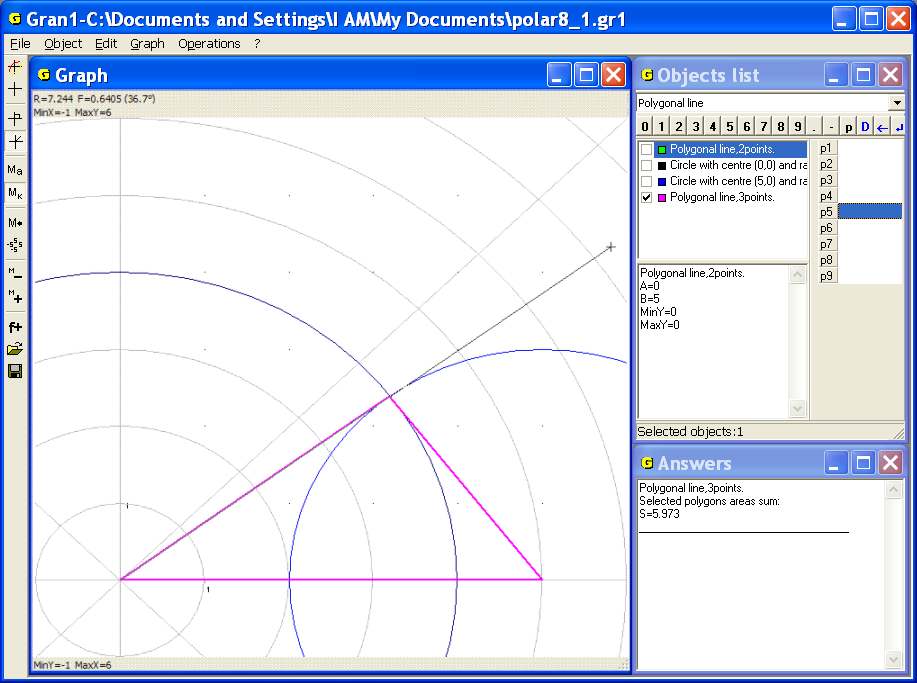 Gran1-C:\Documents and Settings\I AM\My Documents\polar8_1.gr1
File Object Edit Graph Operations ?
Graph
R=7.244 F=0.6405 (36.7°)
MinX=-1 MaxY=6
1
1
MinY=-1 MaxX=6
Ma
Mк
M
M
M
f+
Objects list
Polygonal line
0 1 2 3 4 5 6 7 8 9 . - p D ← ↲
Polygonal line,2points.
Circle with centre (0,0) and ra
Circle with centre (5,0) and ra
Polygonal line,3points.
p1
p2
p3
p4
p5
p6
p7
p8
p9
Polygonal line,2points.
A=0
B=5
MinY=0
MaxY=0
Selected objects:1
Answers
Polygonal line,3points.
Selected polygons areas sum:
S=5.973